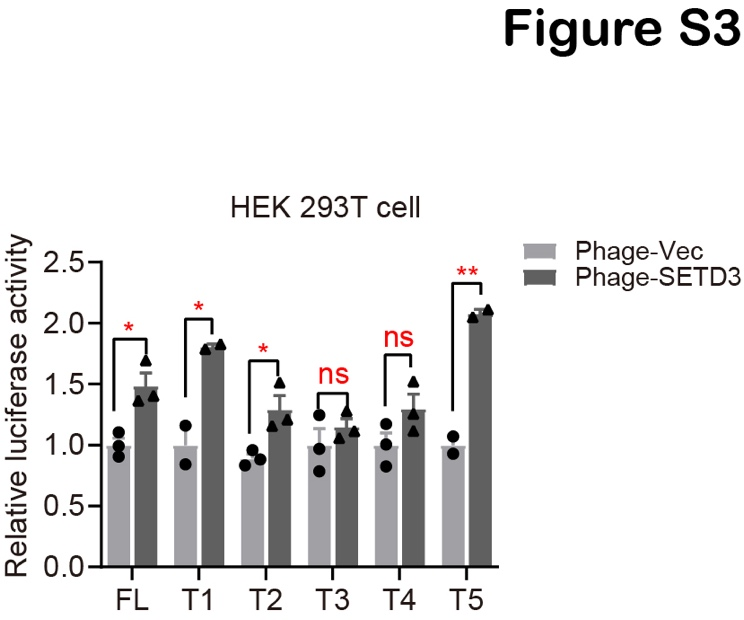 Figure S3
HEK 293T cell
Phage-Vec
Phage-SETD3
Relative luciferase activity
2.5
2.0
1.5
1.0
0.5
0.0
*
*
*
ns
ns
**
FL T1 T2 T3 T4 T5